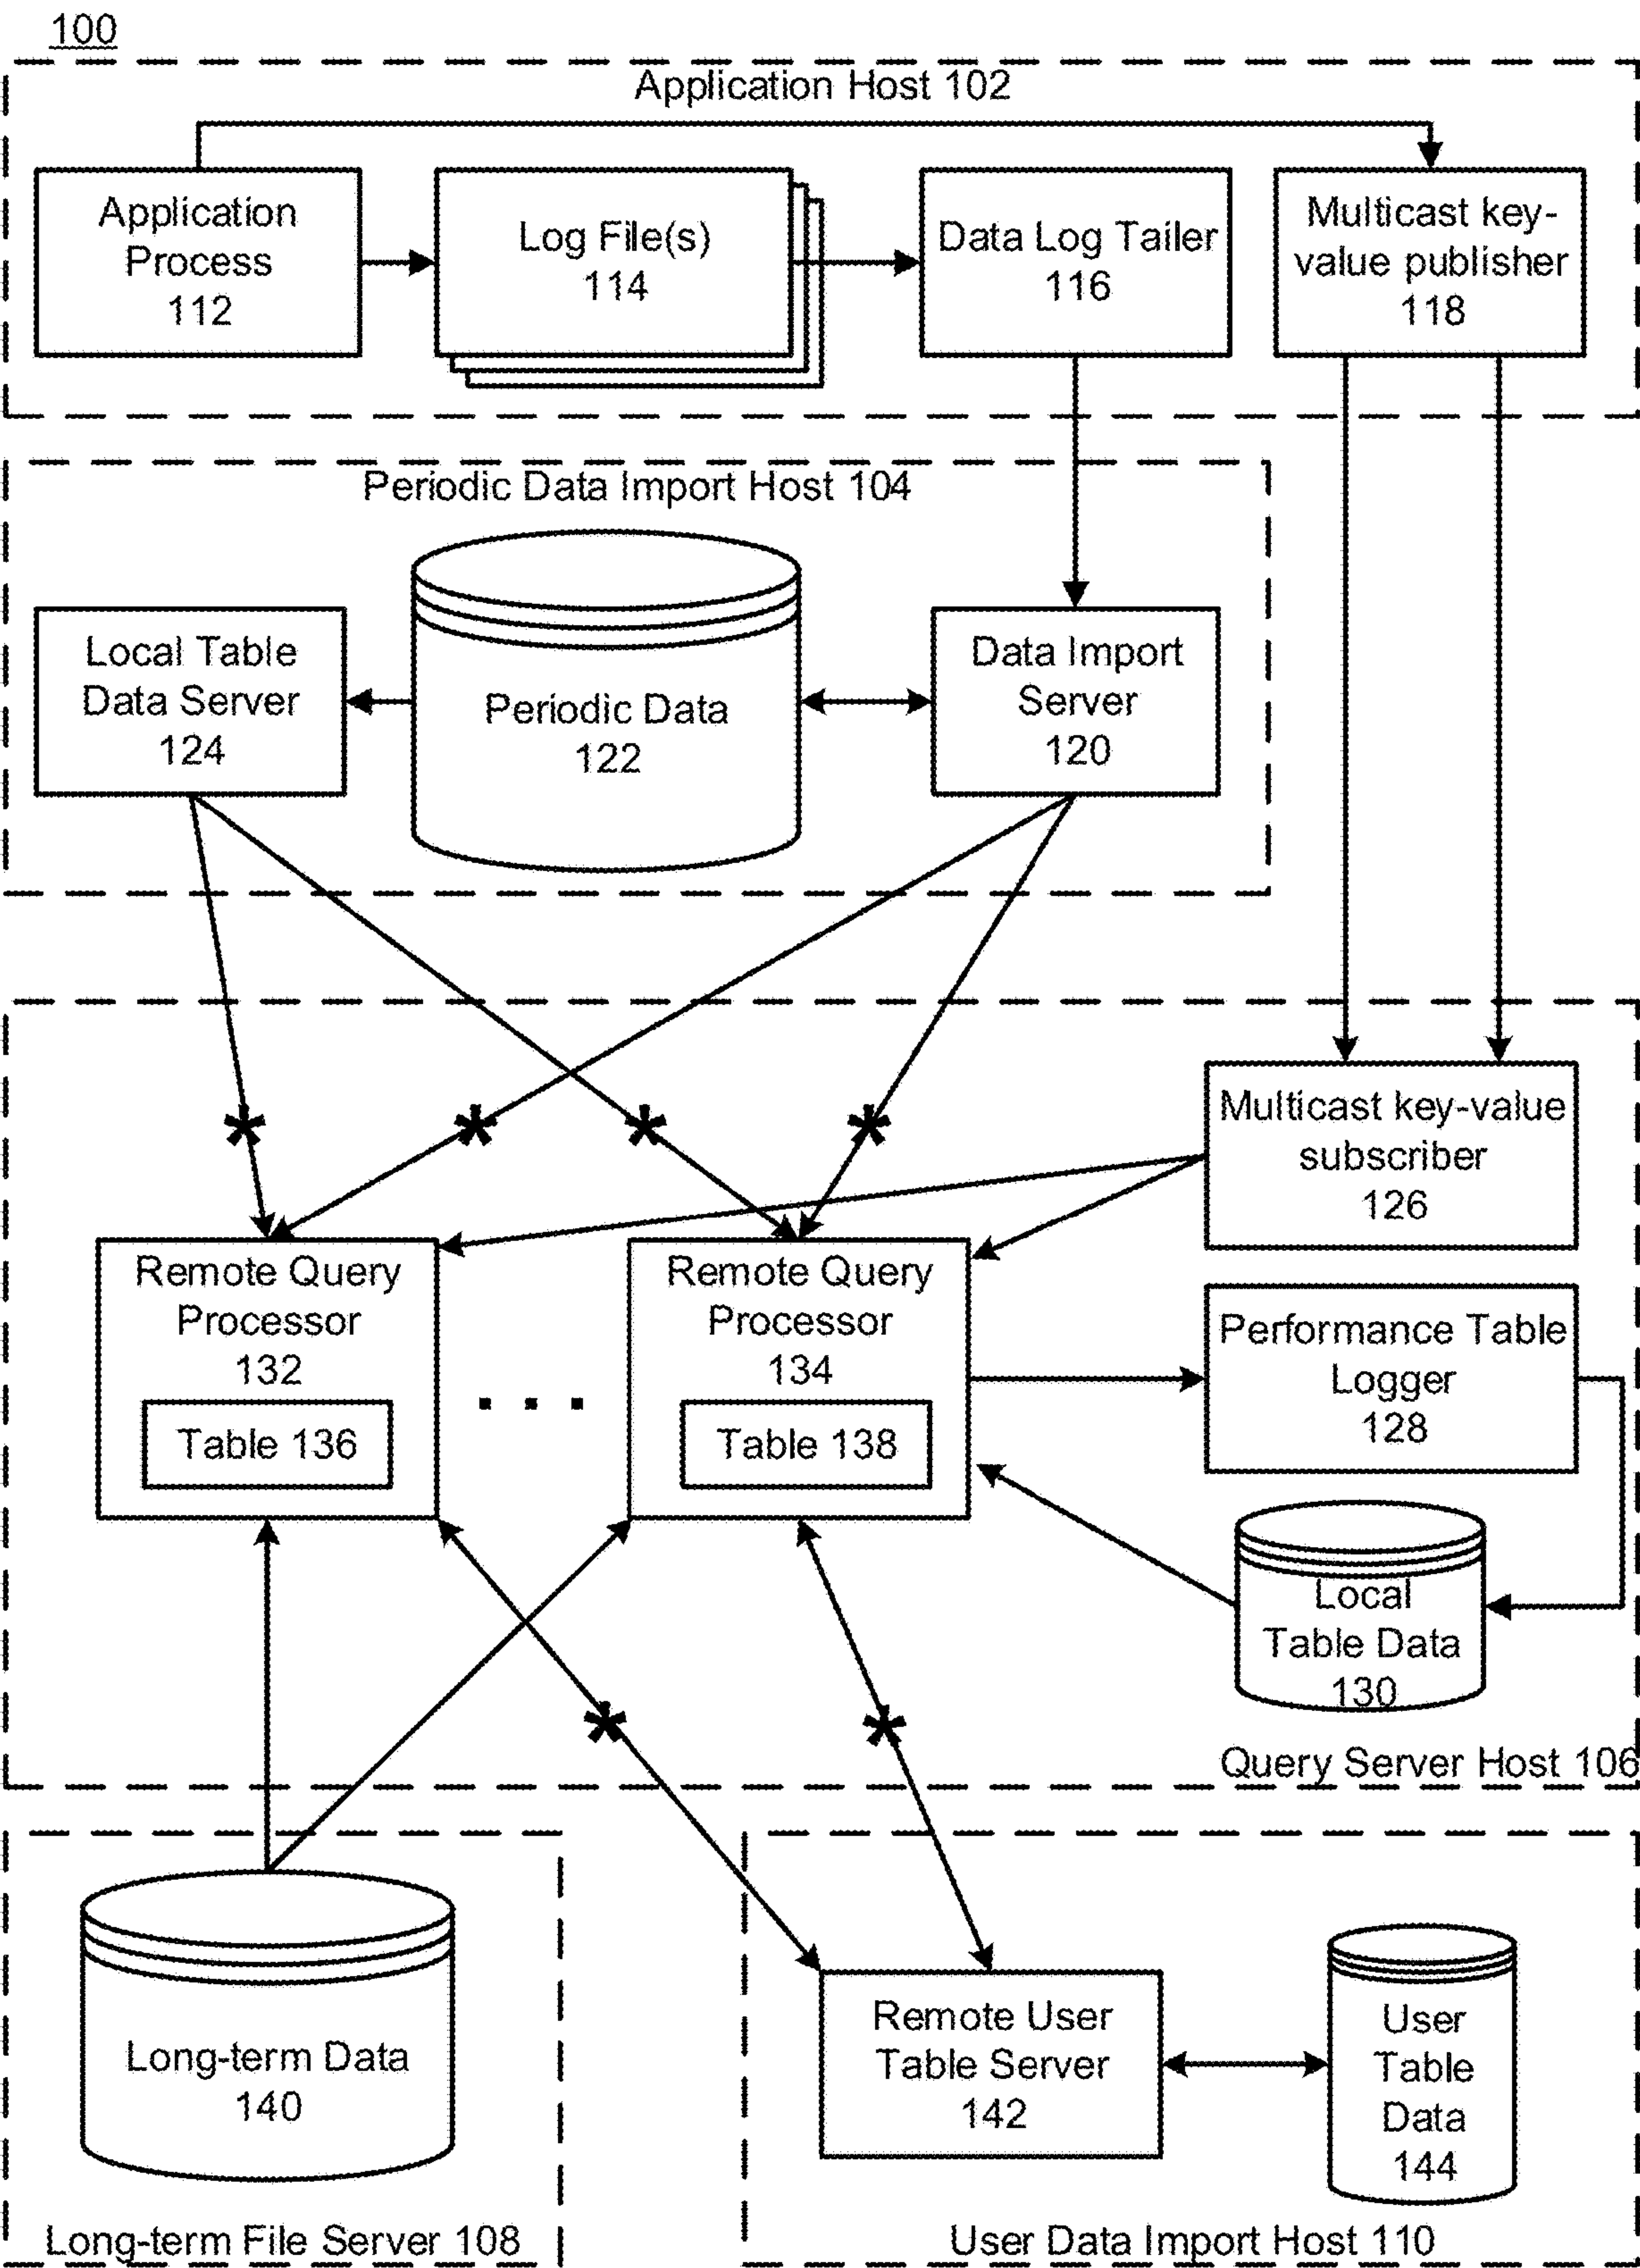 100
Application Host 102
Application
Process
112
Log File(s)
114
Data Log Tailer
116
Multicast key-
value publisher
118
Periodic Data Import Host 104
Local Table
Data Server
124
Periodic Data
122
Data Import
Server
120
*
*
*
*
Multicast key-value
subscriber
126
Remote Query
Processor
132
Table 136
. . .
Remote Query
Processor
134
Table 138
Performance Table
Logger
128
Local
Table Data
130
*
*
Query Server Host 106
Long-term Data
140
Long-term File Server 108
Remote User
Table Server
142
User
Table
Data
144
User Data Import Host 110